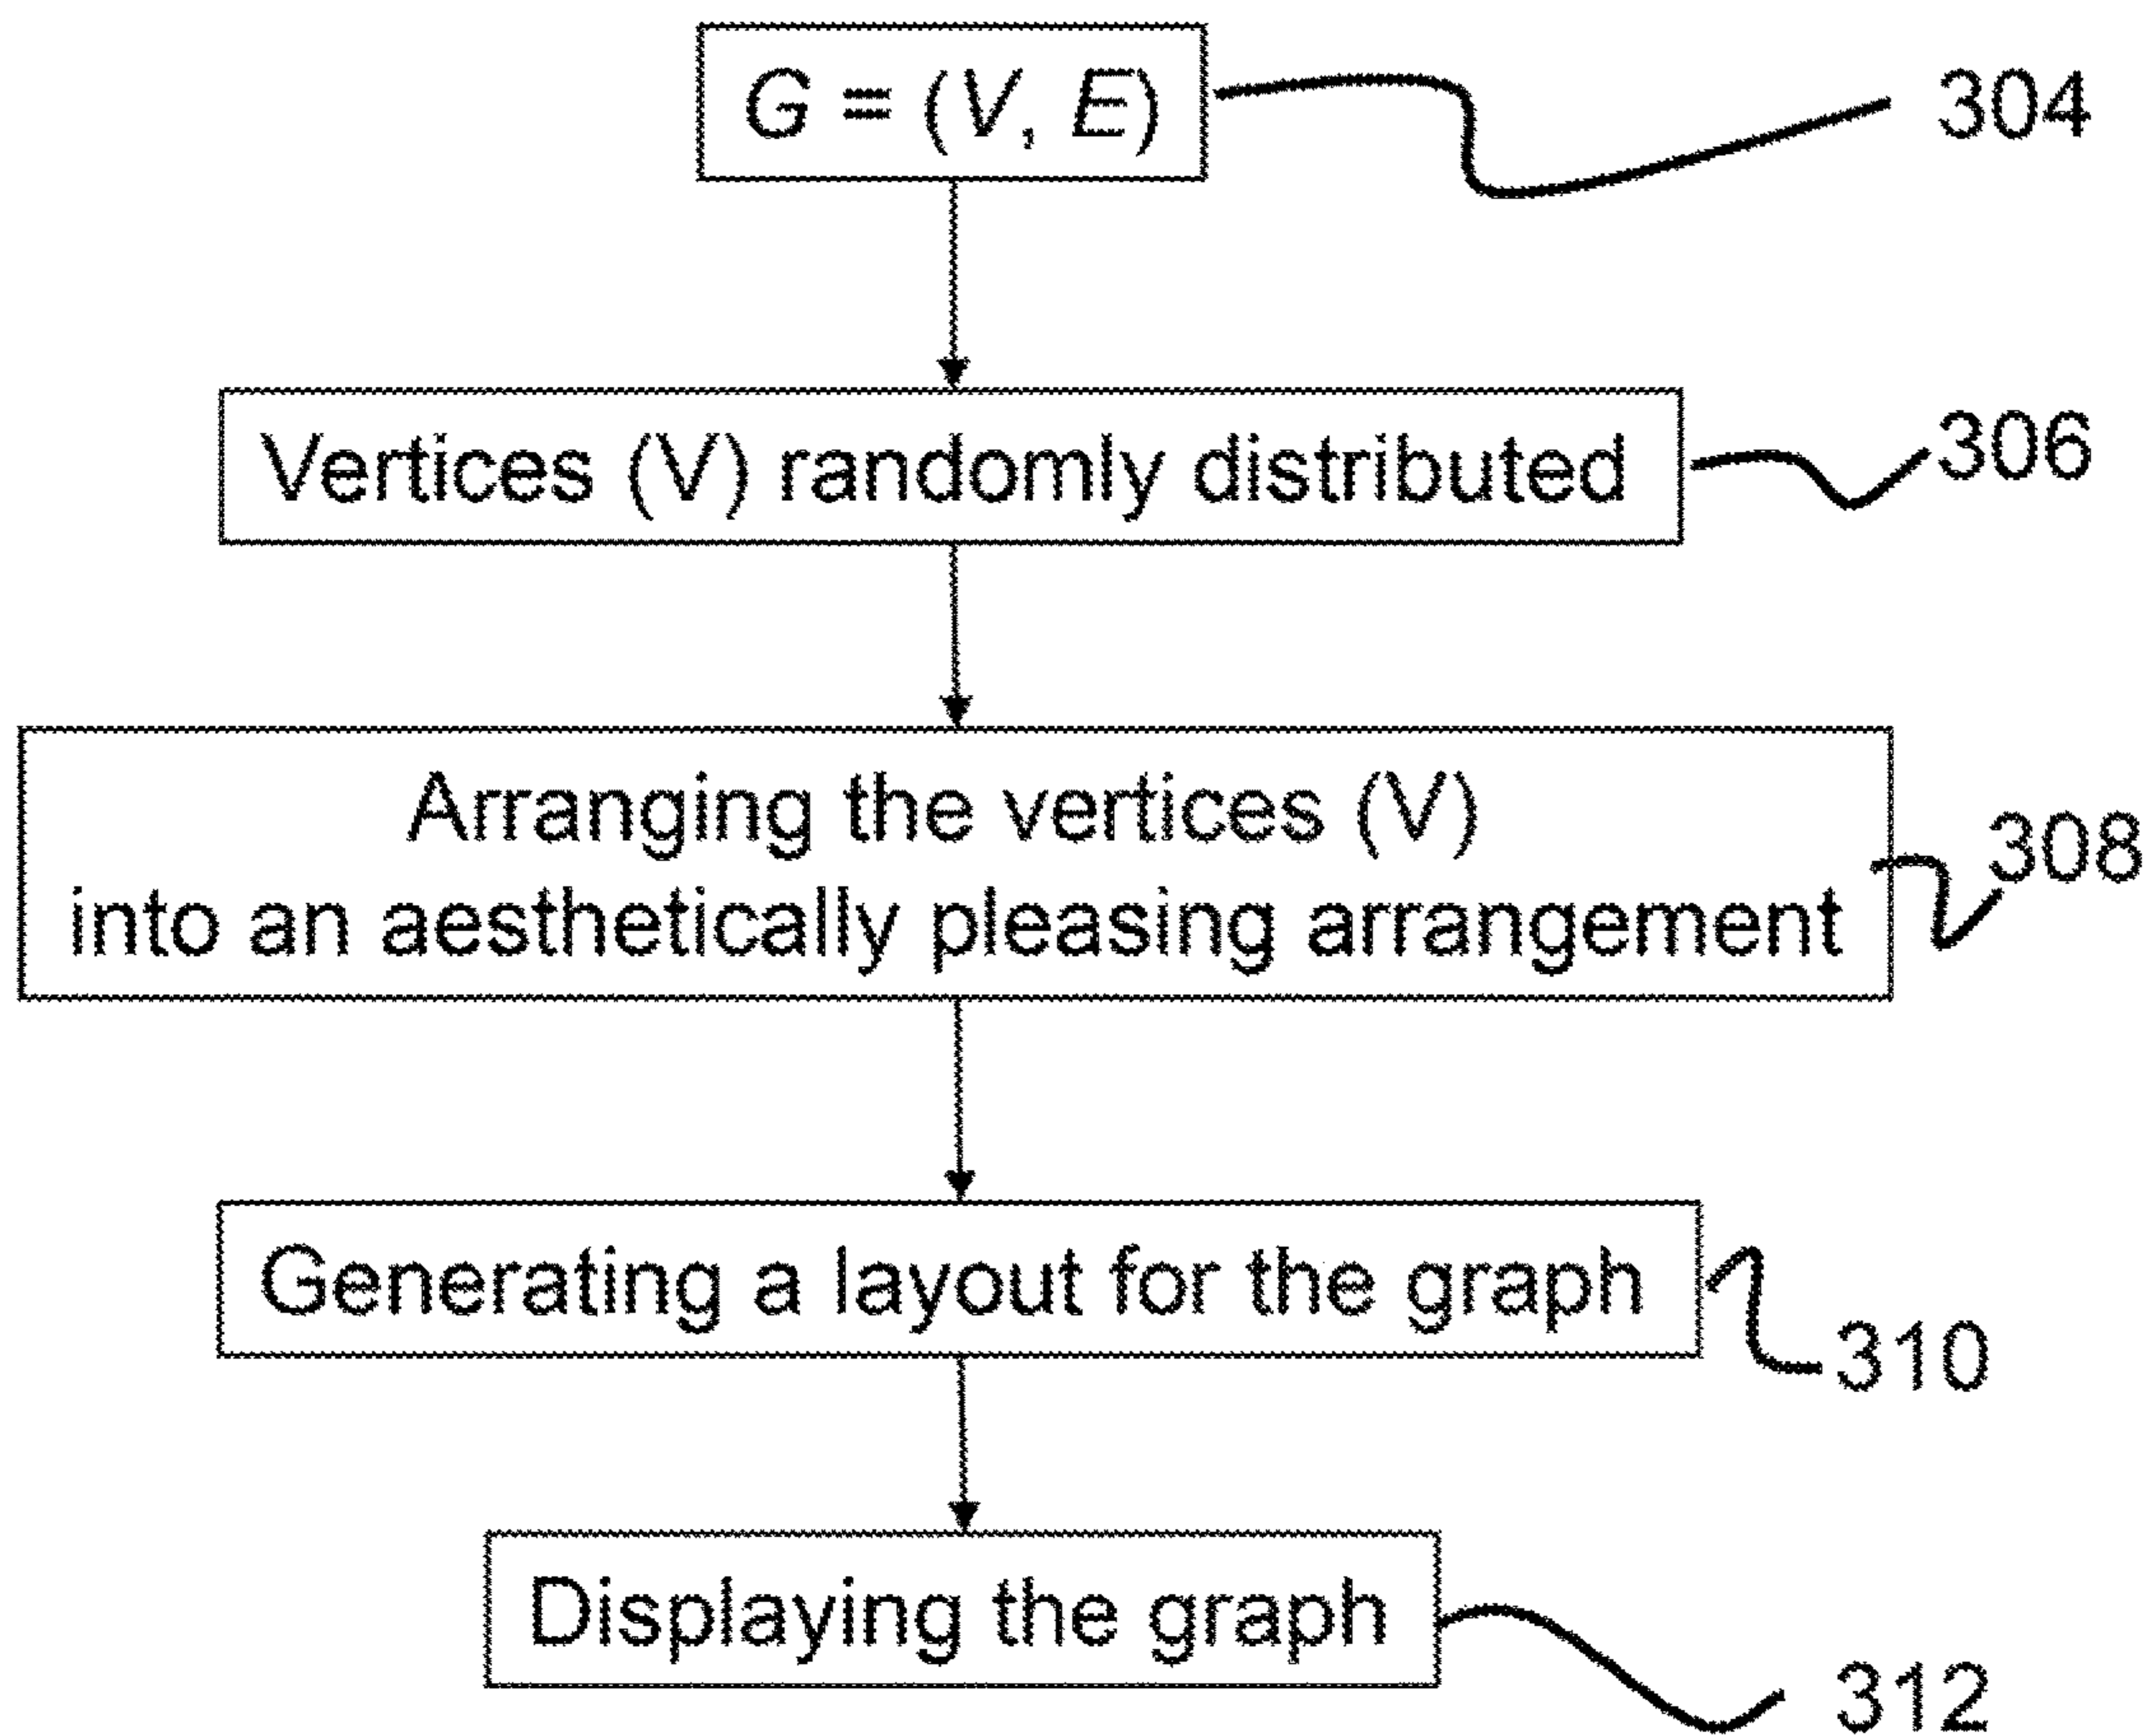 G = (V, E)
304
Vertices (V) randomly distributed
306
Arranging the vertices (V)
into an aesthetically pleasing arrangement
308
Generating a layout for the graph
310
Displaying the graph
312